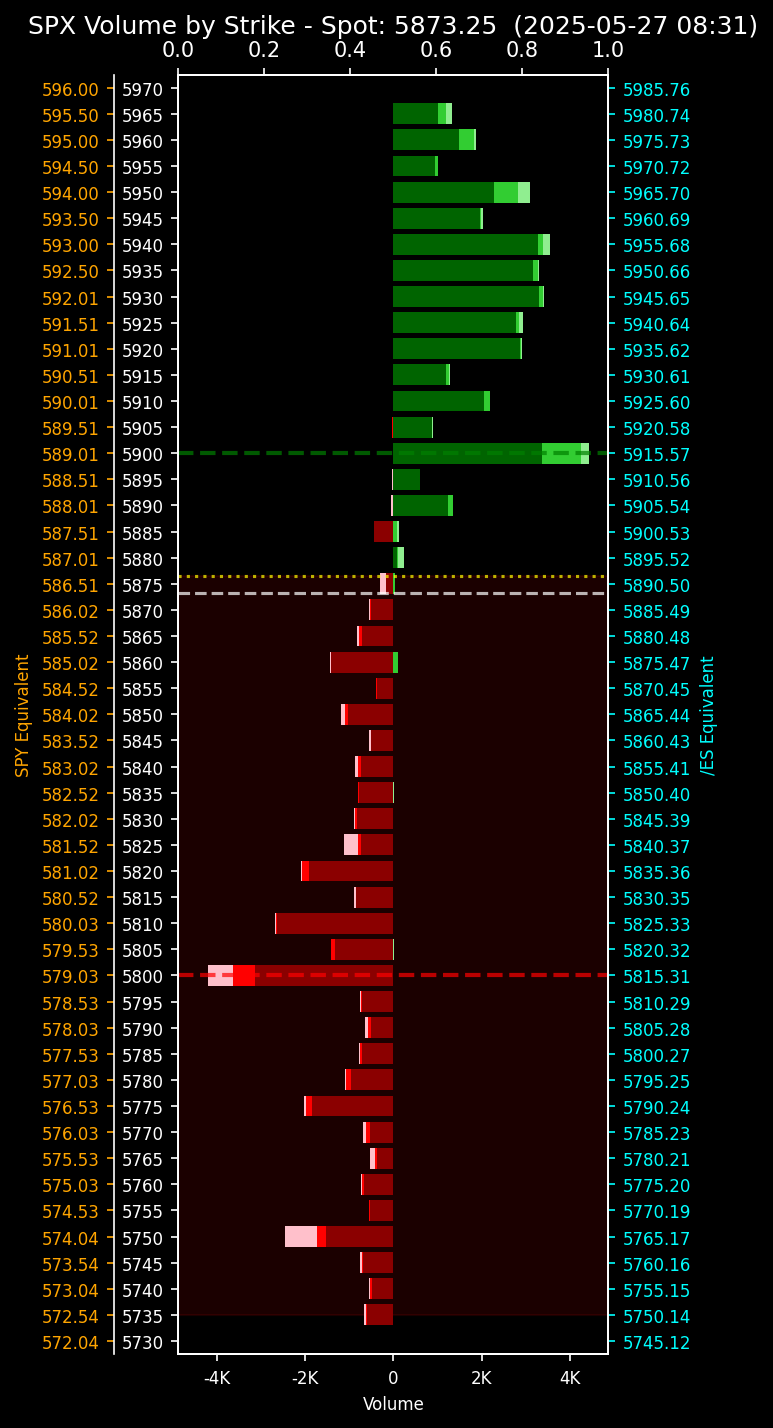 SPX Volume by Strike - Spot: 5873.25 (2025-05-27 08:31)
0.0 0.2 0.4 0.6 0.8 1.0
596.00 5970 5985.76
595.50 5965 5980.74
595.00 5960 5975.73
594.50 5955 5970.72
594.00 5950 5965.70
593.50 5945 5960.69
593.00 5940 5955.68
592.50 5935 5950.66
592.01 5930 5945.65
591.51 5925 5940.64
591.01 5920 5935.62
590.51 5915 5930.61
590.01 5910 5925.60
589.51 5905 5920.58
589.01 5900 5915.57
588.51 5895 5910.56
588.01 5890 5905.54
587.51 5885 5900.53
587.01 5880 5895.52
586.51 5875 5890.50
586.02 5870 5885.49
585.52 5865 5880.48
585.02 5860 5875.47
584.52 5855 5870.45
584.02 5850 5865.44
583.52 5845 5860.43
583.02 5840 5855.41
582.52 5835 5850.40
582.02 5830 5845.39
581.52 5825 5840.37
581.02 5820 5835.36
580.52 5815 5830.35
580.03 5810 5825.33
579.53 5805 5820.32
579.03 5800 5815.31
578.53 5795 5810.29
578.03 5790 5805.28
577.53 5785 5800.27
577.03 5780 5795.25
576.53 5775 5790.24
576.03 5770 5785.23
575.53 5765 5780.21
575.03 5760 5775.20
574.53 5755 5770.19
574.04 5750 5765.17
573.54 5745 5760.16
573.04 5740 5755.15
572.54 5735 5750.14
572.04 5730 5745.12
SPY Equivalent
/ES Equivalent
-4K -2K 0 2K 4K
Volume